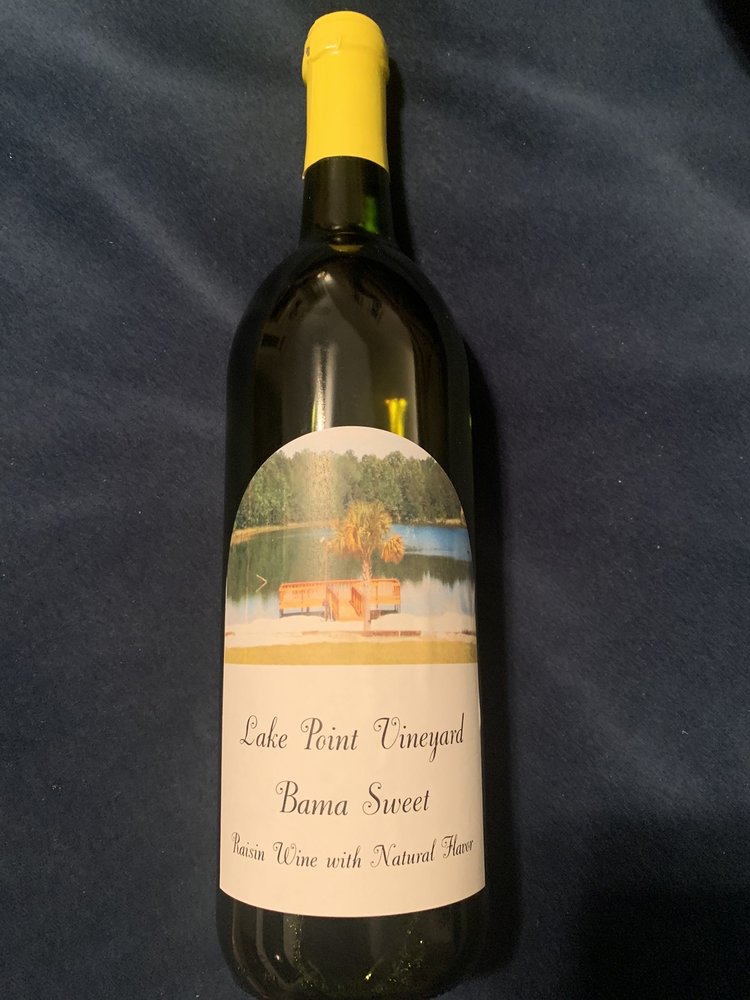 Lake Point Vineyard
Bama Sweet
Raisin Wine with Natural Flavor